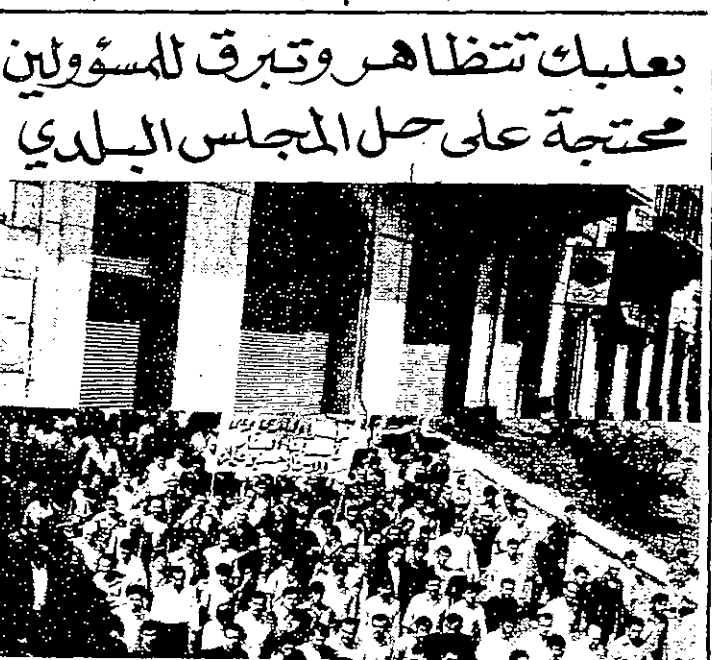 بعلبك تتظاهر وتبرق للمسؤولين
محتجة على حل المجلس البلدي